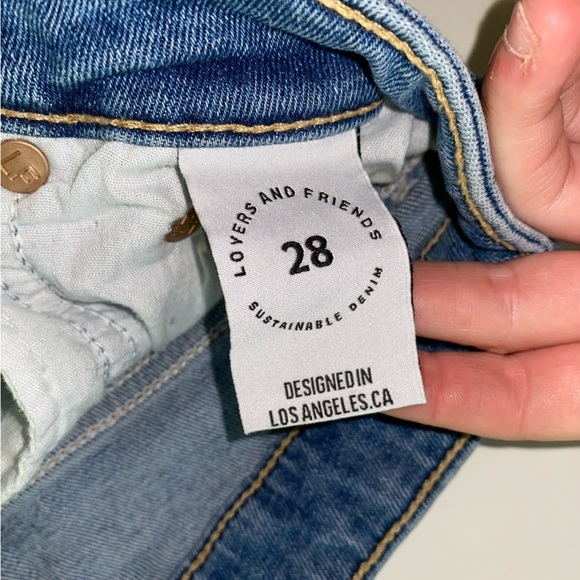 LOVERS AND FRIENDS
28
SUSTAINABLE DENIM
DESIGNED IN
LOS ANGELES.CA